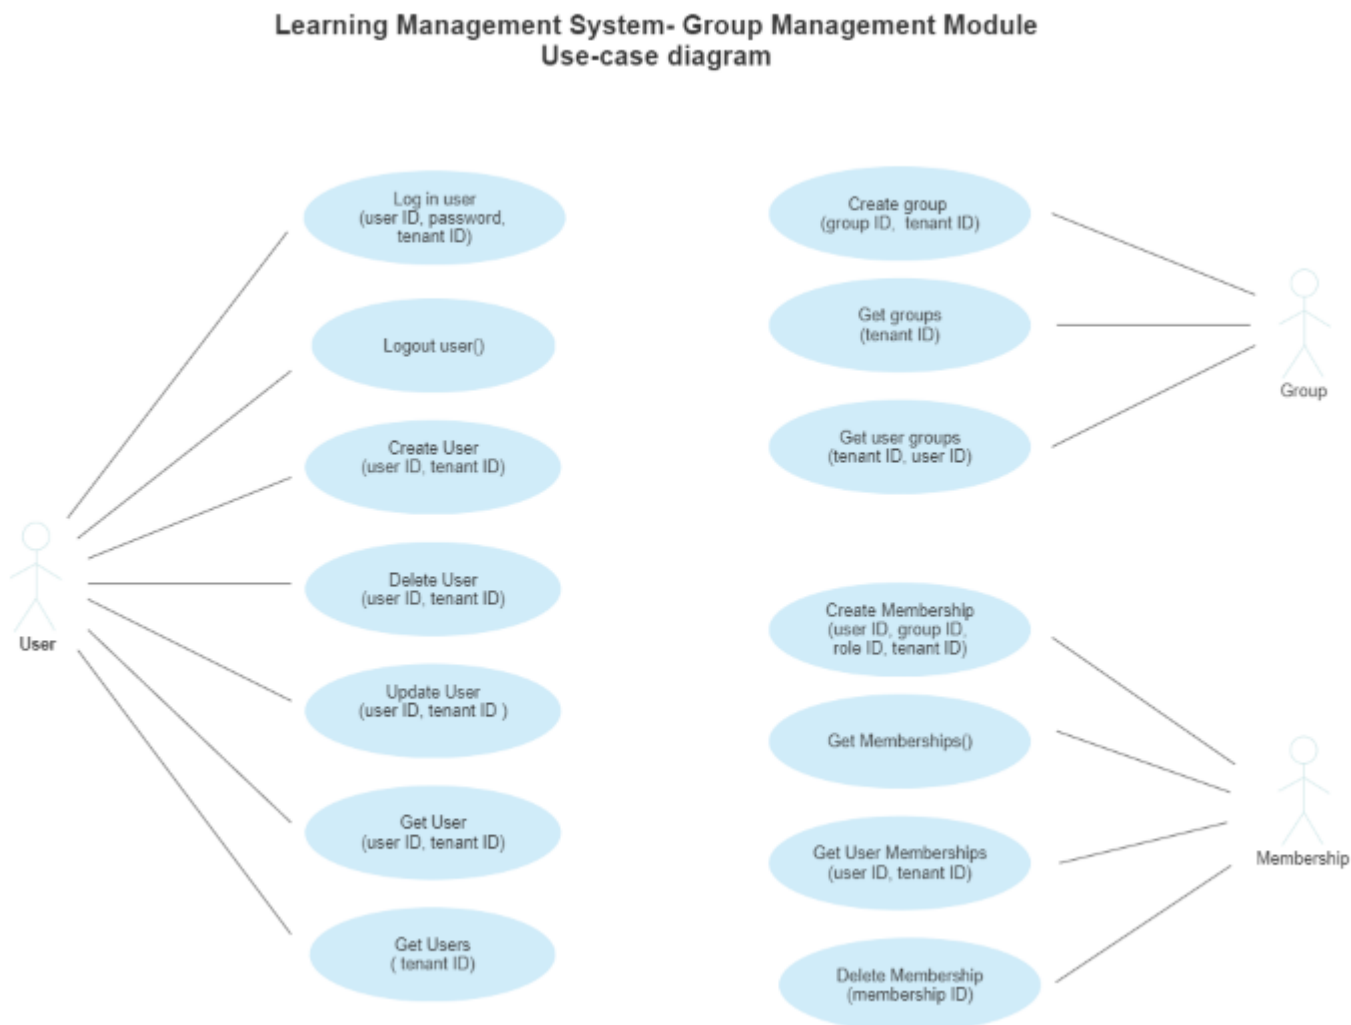 Learning Management System- Group Management Module
Use-case diagram
Log in user
(user ID, password,
tenant ID)
Logout user()
Create User
(user ID, tenant ID)
Delete User
(user ID, tenant ID)
Update User
(user ID, tenant ID )
Get User
(user ID, tenant ID)
Get Users
( tenant ID)
User
Create group
(group ID,  tenant ID)
Get groups
(tenant ID)
Get user groups
(tenant ID, user ID)
Group
Create Membership
(user ID, group ID,
role ID, tenant ID)
Get Memberships()
Get User Memberships
(user ID, tenant ID)
Delete Membership
(membership ID)
Membership